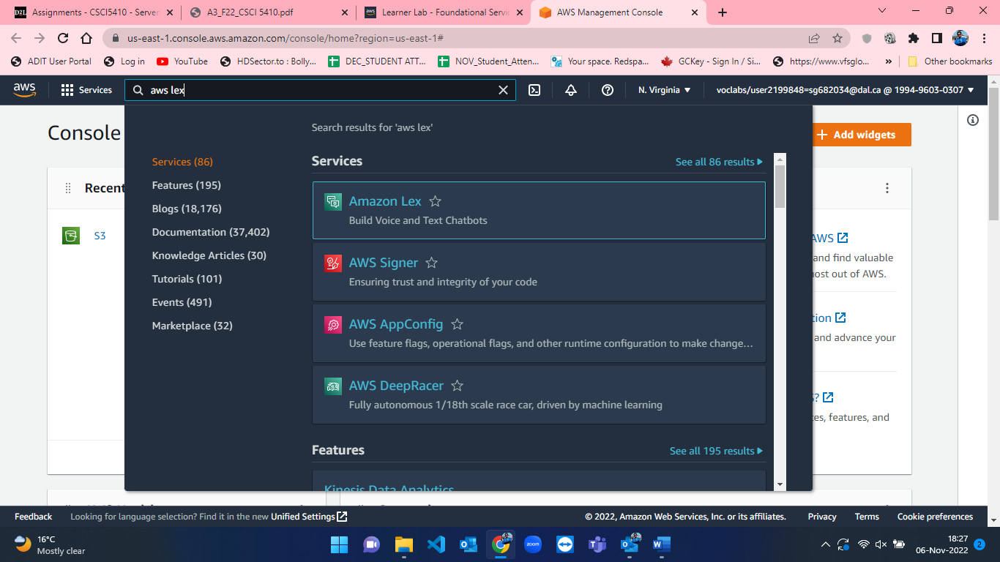 D2L Assignments - CSCI5410 - Server
A3_F22_CSCI 5410.pdf
aws Learner Lab - Foundational Servic
AWS Management Console
us-east-1.console.aws.amazon.com/console/home?region=us-east-1#
ADIT User Portal
Log in
YouTube
HDSector.to : Bolly...
DEC_STUDENT ATT...
NOV_Student_Atten...
Your space. Redspa...
GCKey - Sign In / Si...
https://www.vfsglo...
»
Other bookmarks
aws
Services
aws lex
N. Virginia
voclabs/user2199848=sg682034@dal.ca @ 1994-9603-0307
Console
Add widgets
Recent
S3
Search results for 'aws lex'
Services (86)
Features (195)
Blogs (18,176)
Documentation (37,402)
Knowledge Articles (30)
Tutorials (101)
Events (491)
Marketplace (32)
Services
See all 86 results
Amazon Lex
Build Voice and Text Chatbots
AWS Signer
Ensuring trust and integrity of your code
AWS AppConfig
Use feature flags, operational flags, and other runtime configuration to make change...
AWS DeepRacer
Fully autonomous 1/18th scale race car, driven by machine learning
Features
See all 195 results
Kinesis Data Analytics
AWS
and find valuable
most out of AWS.
tion
and advance your
S?
es, features, and
Feedback
Looking for language selection? Find it in the new Unified Settings
© 2022, Amazon Web Services, Inc. or its affiliates.
Privacy
Terms
Cookie preferences
16°C
Mostly clear
zoom
18:27
06-Nov-2022
2